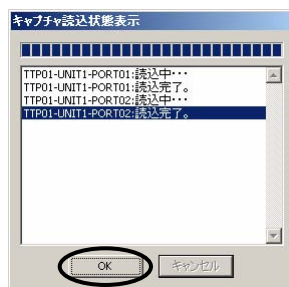 キャプチャ読込状態表示
TTP01-UNIT1-PORT01:読込中･･･
TTP01-UNIT1-PORT01:読込完了。
TTP01-UNIT1-PORT02:読込中･･･
TTP01-UNIT1-PORT02:読込完了。
OK
キャンセル